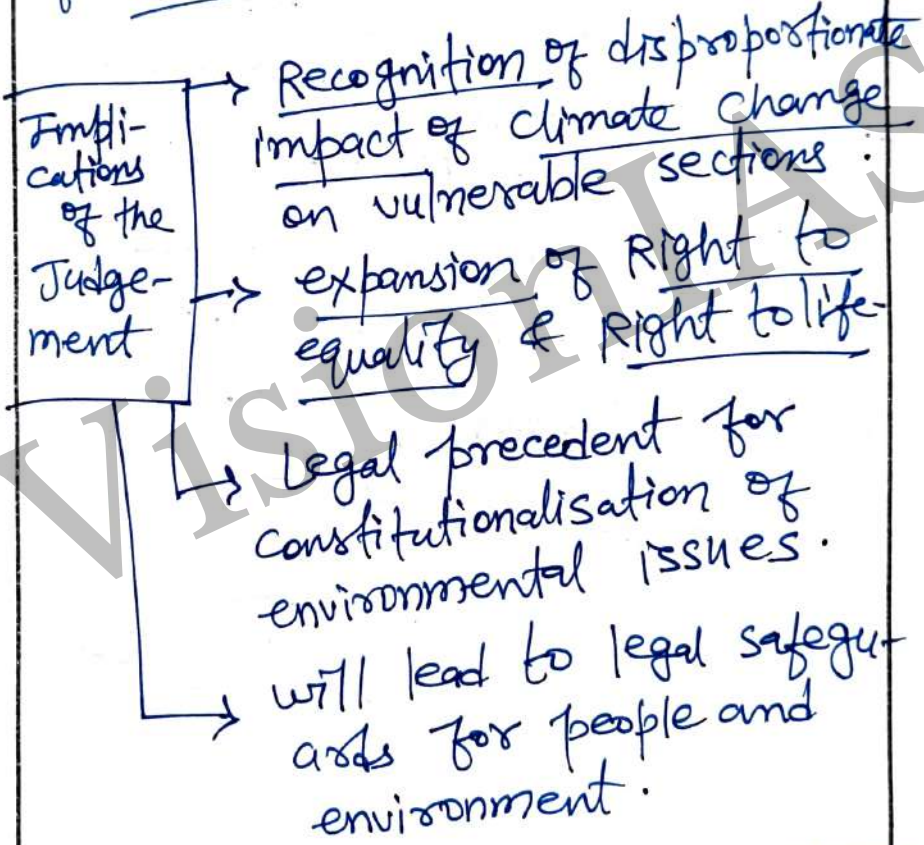 Recognition of disproportionate
impact of climate change
on vulnerable sections.
Impli-
cations
of the
Judge-
ment
expansion of Right to
equality & Right to life.
Legal precedent for
constitutionalisation of
environmental issues.
will lead to legal safegu-
ards for people and
environment.
VisionIAS